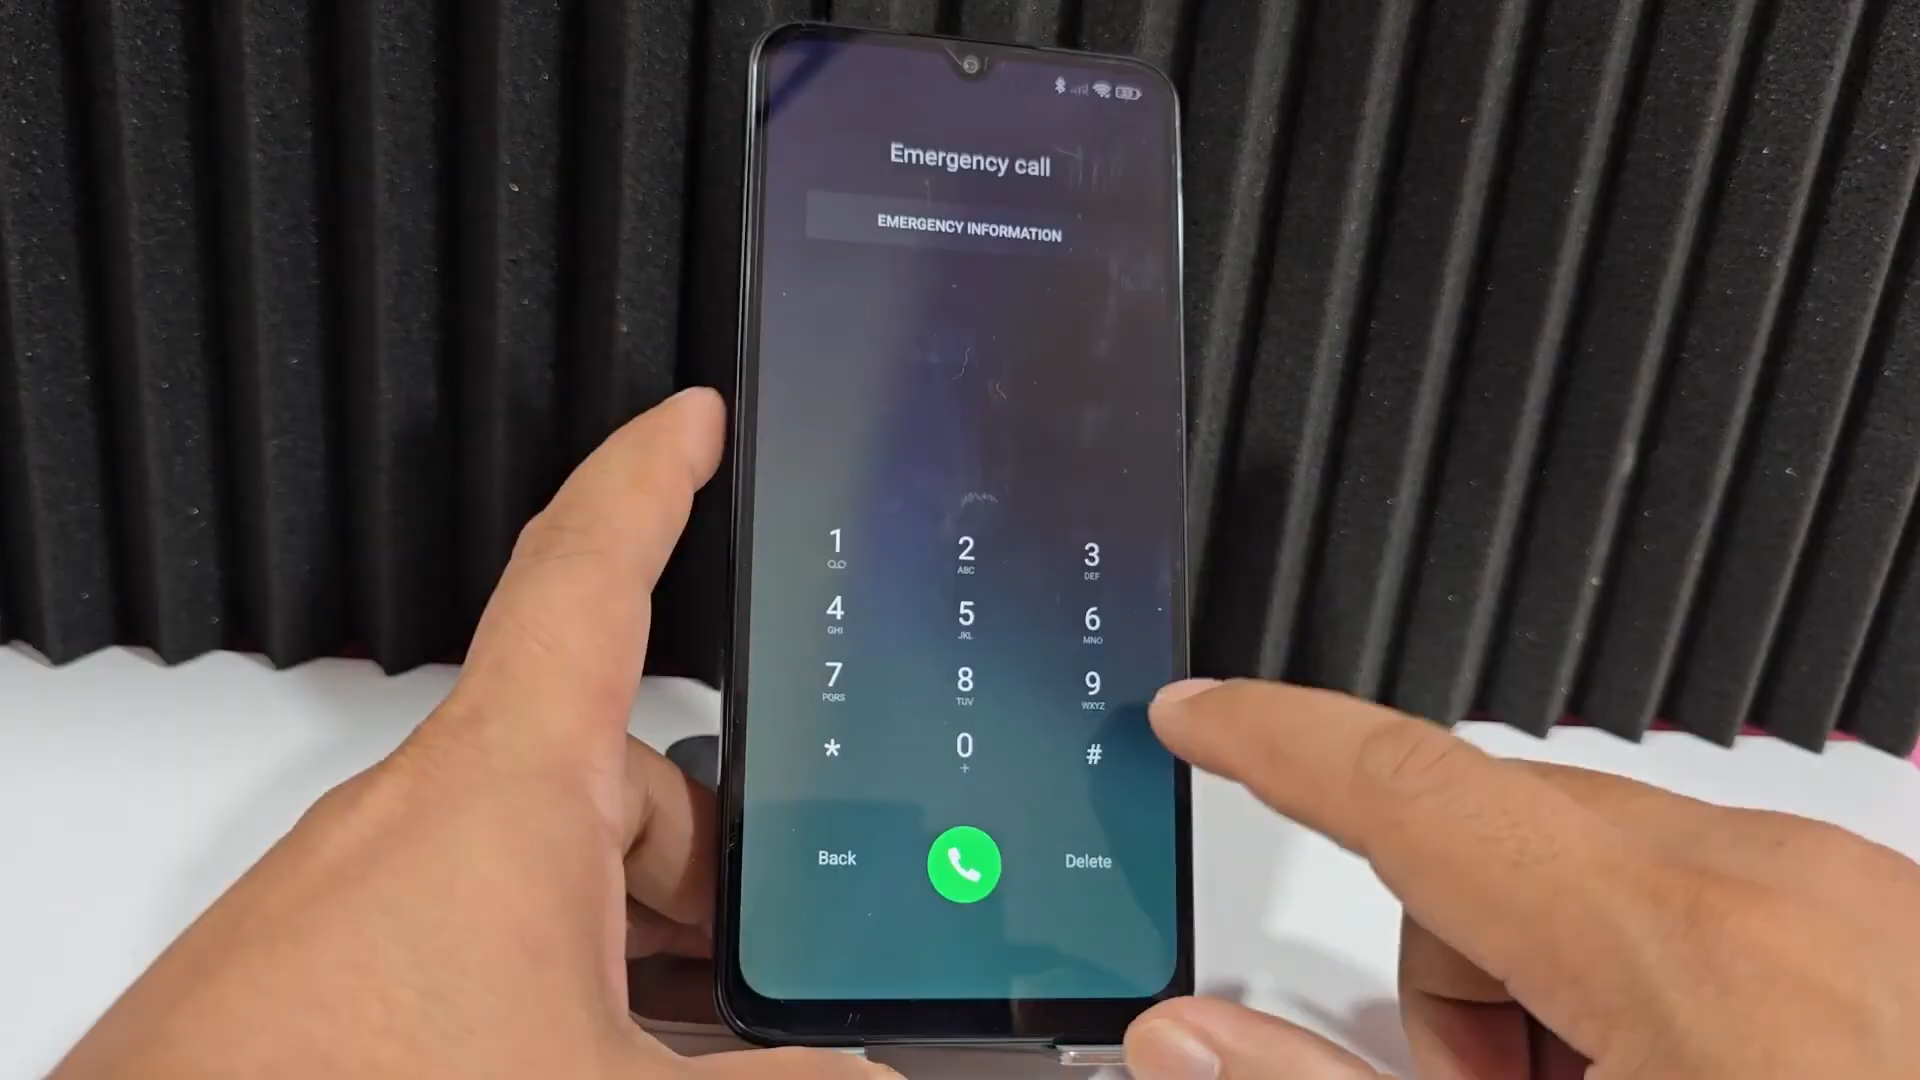 Emergency call
EMERGENCY INFORMATION
1 2 3
ABC DEF
4 5 6
GHI JKL MNO
7 8 9
PQRS TUV WXYZ
* 0 #
+
Back Delete